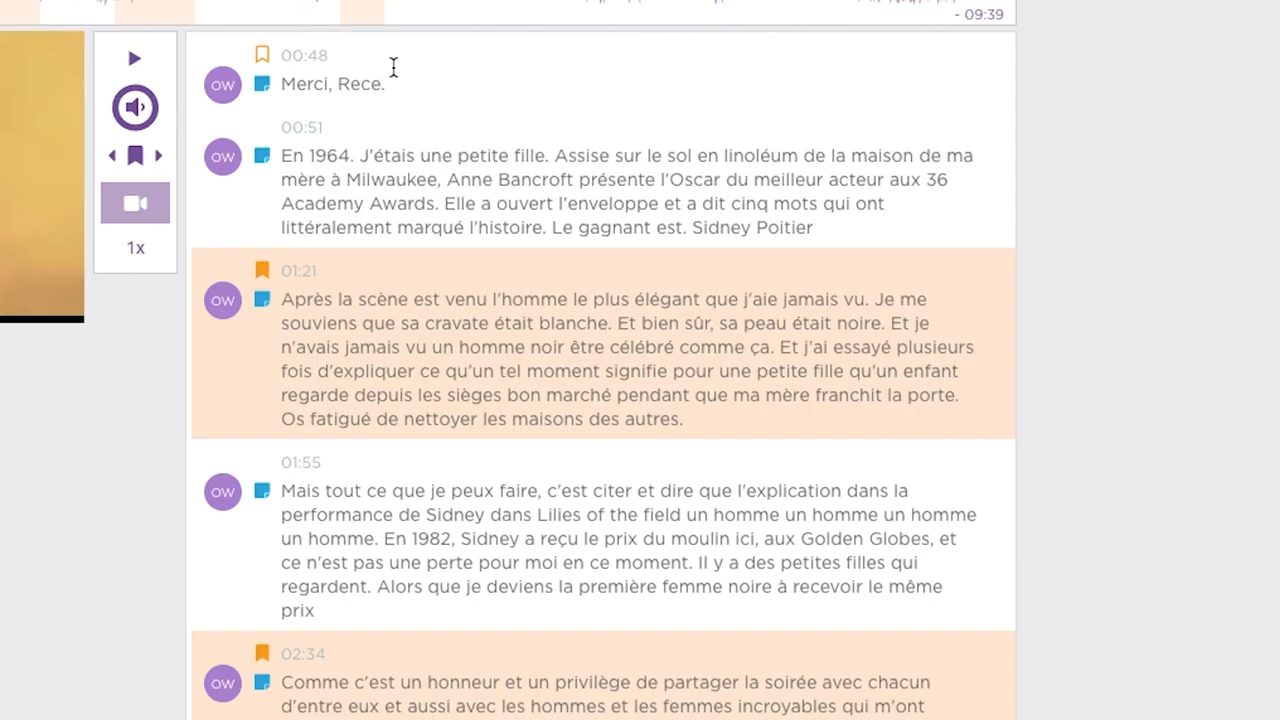 - 09:39
00:48
OW
Merci, Rece.
00:51
OW
En 1964. J'étais une petite fille. Assise sur le sol en linoléum de la maison de ma
mère à Milwaukee, Anne Bancroft présente l'Oscar du meilleur acteur aux 36
Academy Awards. Elle a ouvert l'enveloppe et a dit cinq mots qui ont
littéralement marqué l'histoire. Le gagnant est. Sidney Poitier
1x
01:21
OW
Après la scène est venu l'homme le plus élégant que j'aie jamais vu. Je me
souviens que sa cravate était blanche. Et bien sûr, sa peau était noire. Et je
n'avais jamais vu un homme noir être célébré comme ça. Et j'ai essayé plusieurs
fois d'expliquer ce qu'un tel moment signifie pour une petite fille qu'un enfant
regarde depuis les sièges bon marché pendant que ma mère franchit la porte.
Os fatigué de nettoyer les maisons des autres.
01:55
OW
Mais tout ce que je peux faire, c'est citer et dire que l'explication dans la
performance de Sidney dans Lilies of the field un homme un homme un homme
un homme. En 1982, Sidney a reçu le prix du moulin ici, aux Golden Globes, et
ce n'est pas une perte pour moi en ce moment. Il y a des petites filles qui
regardent. Alors que je deviens la première femme noire à recevoir le même
prix
02:34
OW
Comme c'est un honneur et un privilège de partager la soirée avec chacun
d'entre eux et aussi avec les hommes et les femmes incroyables qui m'ont